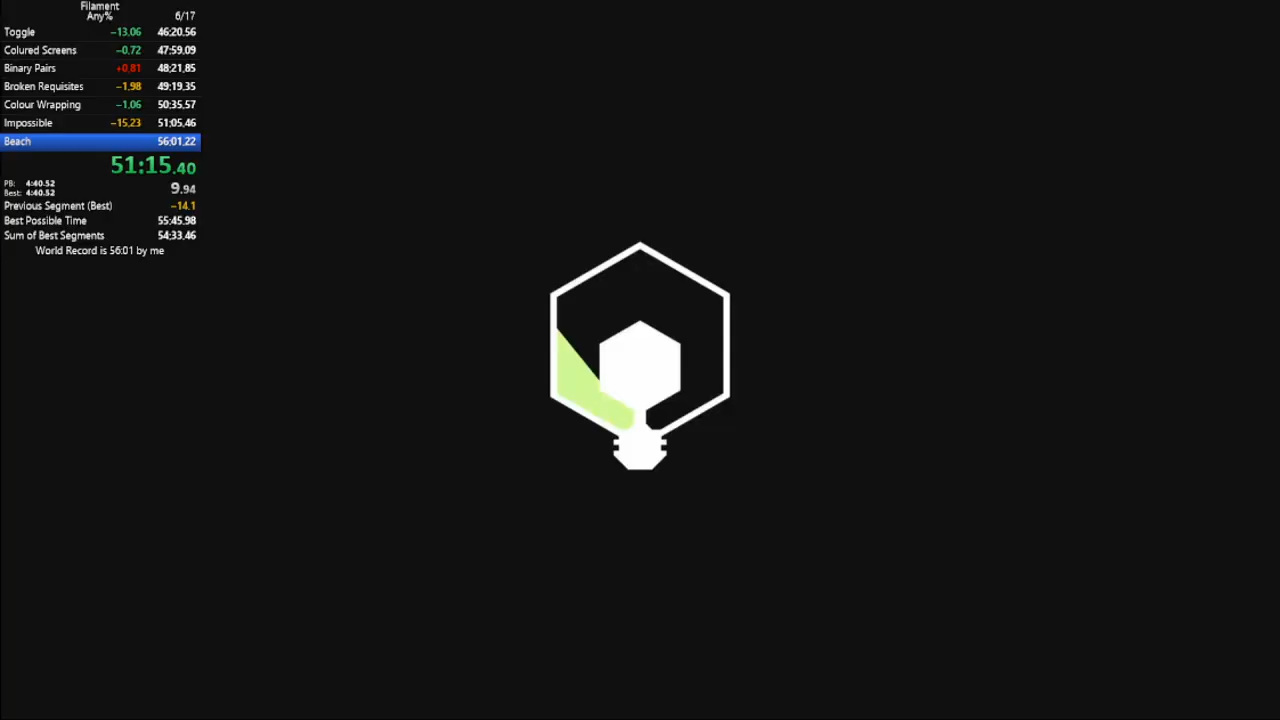 Filament
Any% 6/17
Toggle −13.06 46:20.56
Colured Screens −0.72 47:59.09
Binary Pairs +0.81 48:21.85
Broken Requisites −1.98 49:19.35
Colour Wrapping −1.06 50:35.57
Impossible −15.23 51:05.46
Beach 56:01.22
51:15.40
PB: 4:40.52
Best: 4:40.52 9.94
Previous Segment (Best) −14.1
Best Possible Time 55:45.98
Sum of Best Segments 54:33.46
World Record is 56:01 by me